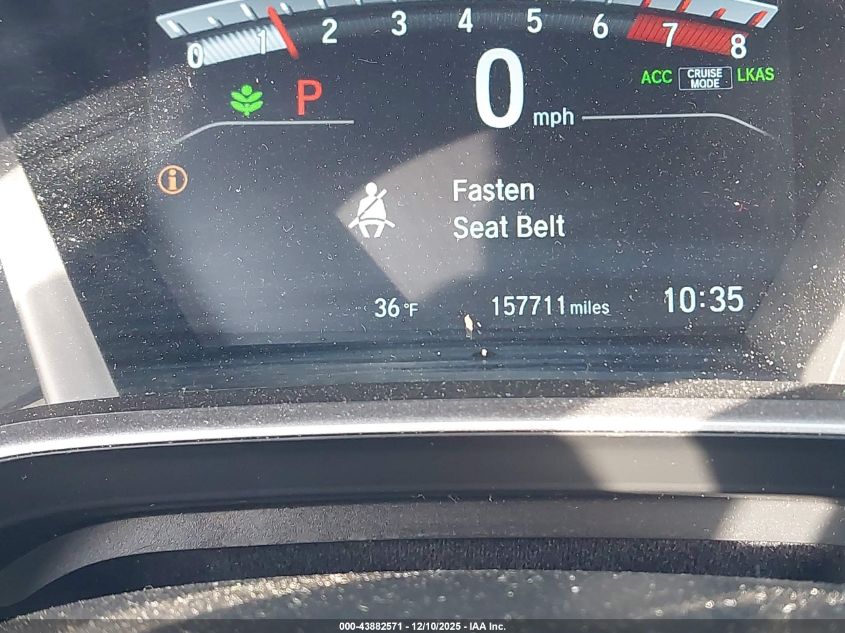 0 1 2 3 4 5 6 7 8
P
0 mph
ACC CRUISE MODE LKAS
i
Fasten
Seat Belt
36°F 157711 miles 10:35
000-43882571 - 12/10/2025 - IAA Inc.